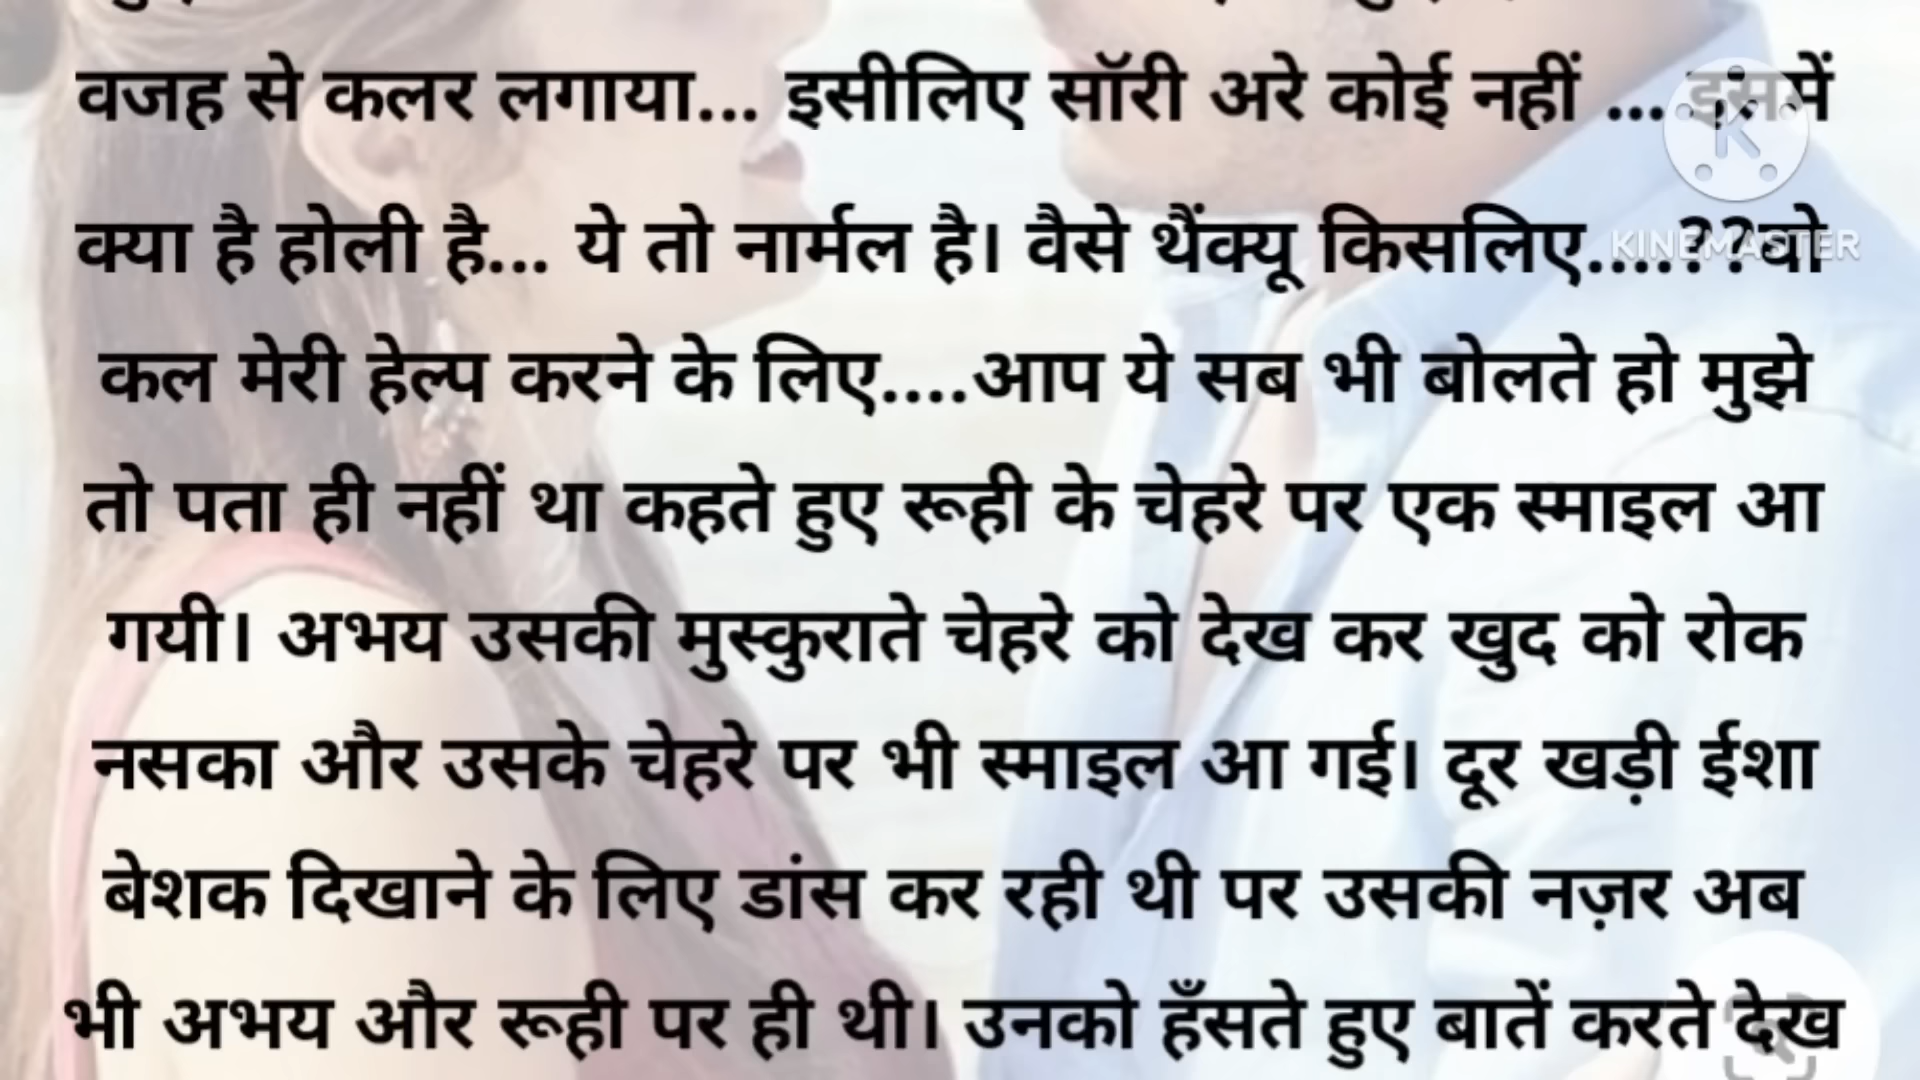 वजह से कलर लगाया... इसीलिए सॉरी अरे कोई नहीं ... इसमें
क्या है होली है... ये तो नार्मल है। वैसे थैंक्यू किसलिए....??वो
KINEMASTER
कल मेरी हेल्प करने के लिए....आप ये सब भी बोलते हो मुझे
तो पता ही नहीं था कहते हुए रूही के चेहरे पर एक स्माइल आ
गयी। अभय उसकी मुस्कुराते चेहरे को देख कर खुद को रोक
नसका और उसके चेहरे पर भी स्माइल आ गई। दूर खड़ी ईशा
बेशक दिखाने के लिए डांस कर रही थी पर उसकी नज़र अब
भी अभय और रूही पर ही थी। उनको हँसते हुए बातें करते देख